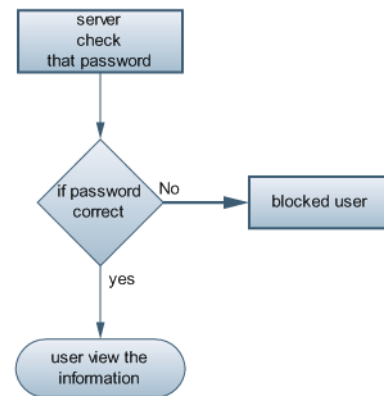 server
check
that password
if password
correct
No
blocked user
yes
user view the
information